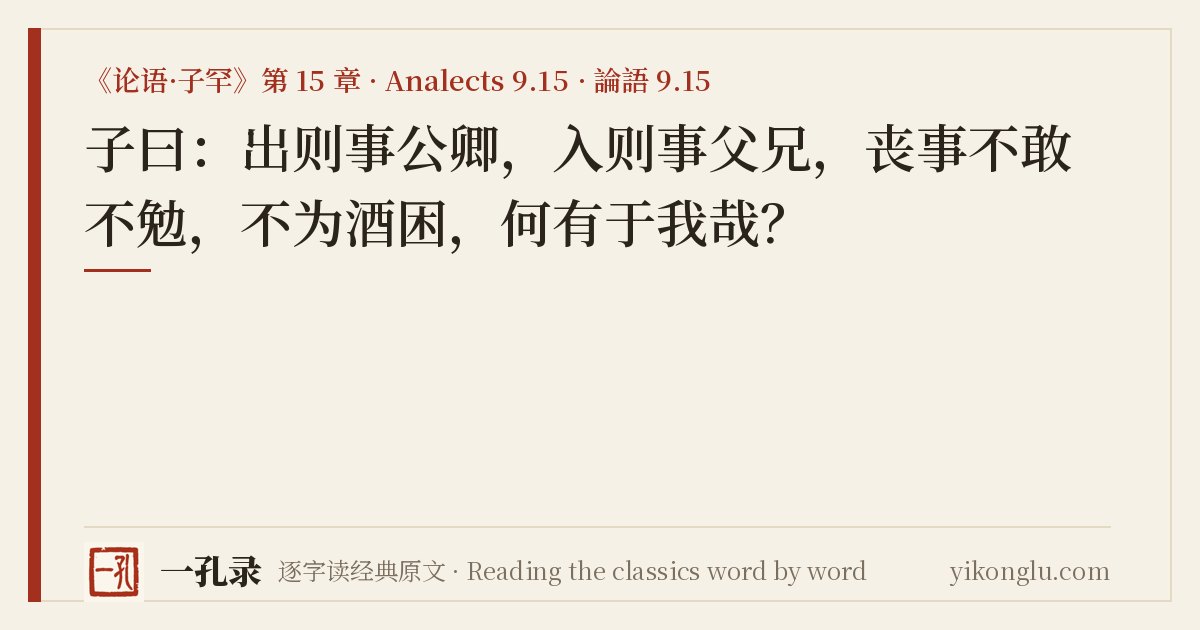 《论语·子罕》第 15 章 · Analects 9.15 · 論語 9.15
子曰：出则事公卿，入则事父兄，丧事不敢
不勉，不为酒困，何有于我哉？
一孔
一孔录 逐字读经典原文 · Reading the classics word by word yikonglu.com